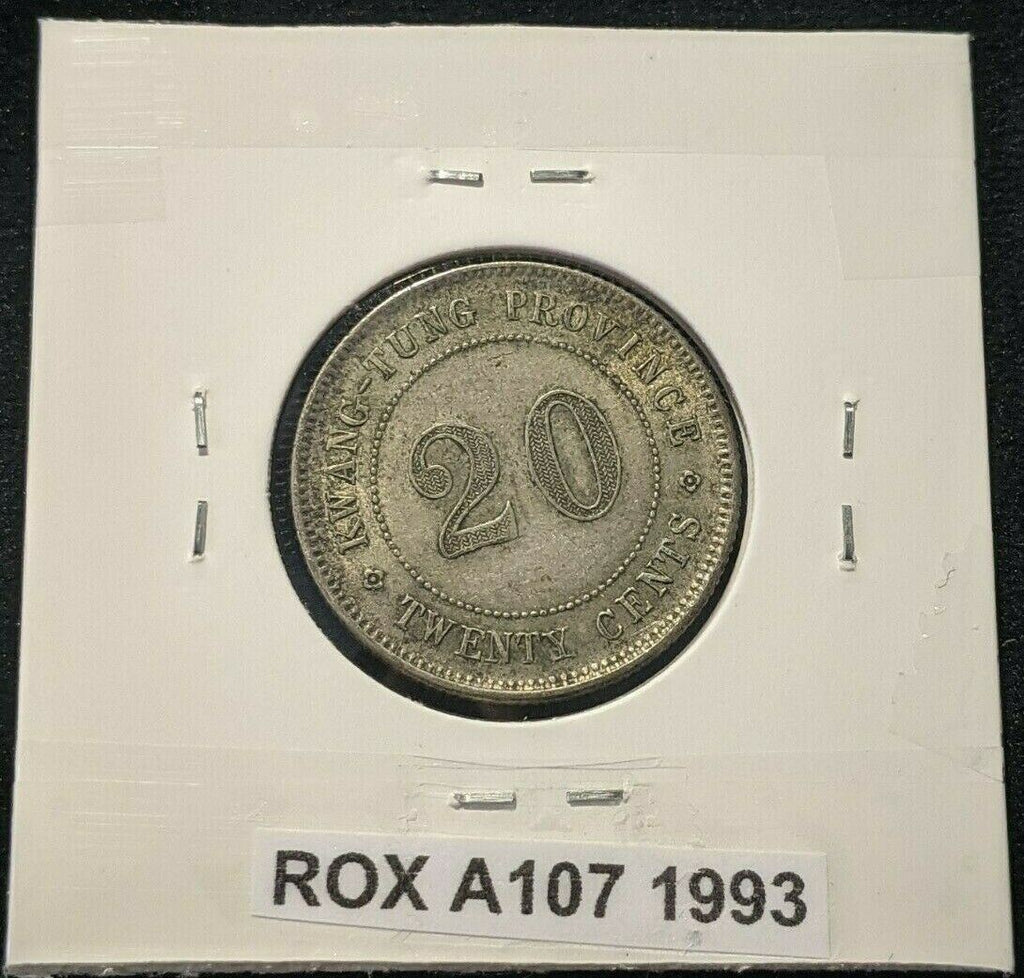 KWANG-TUNG PROVINCE
20
TWENTY CENTS
ROX A107 1993